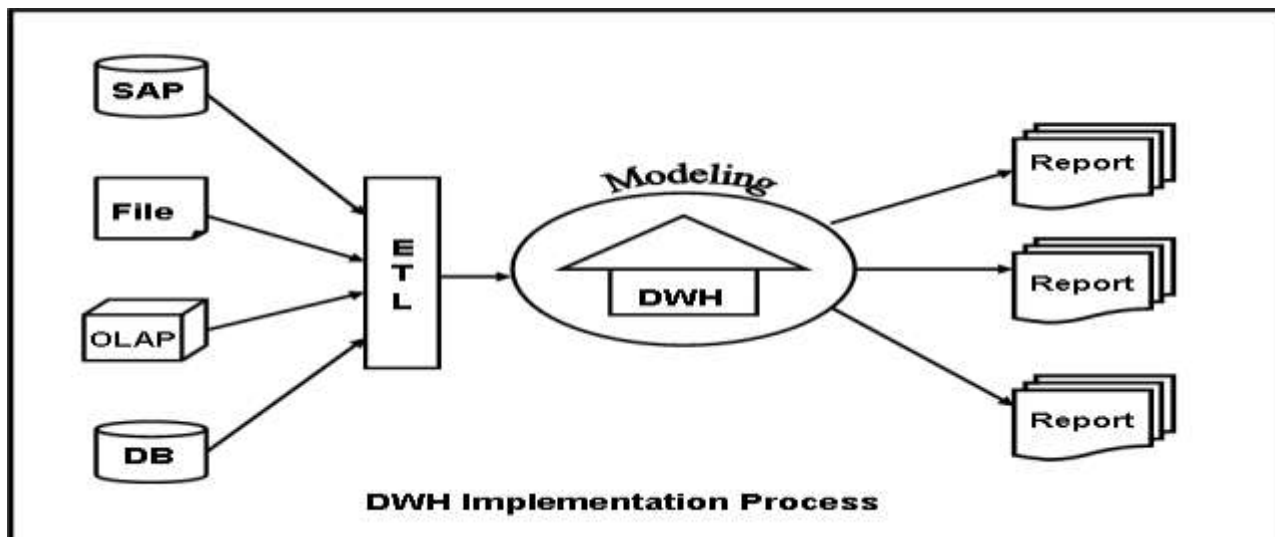 SAP
File
OLAP
DB
E
T
L
Modeling
DWH
Report
Report
Report
DWH Implementation Process